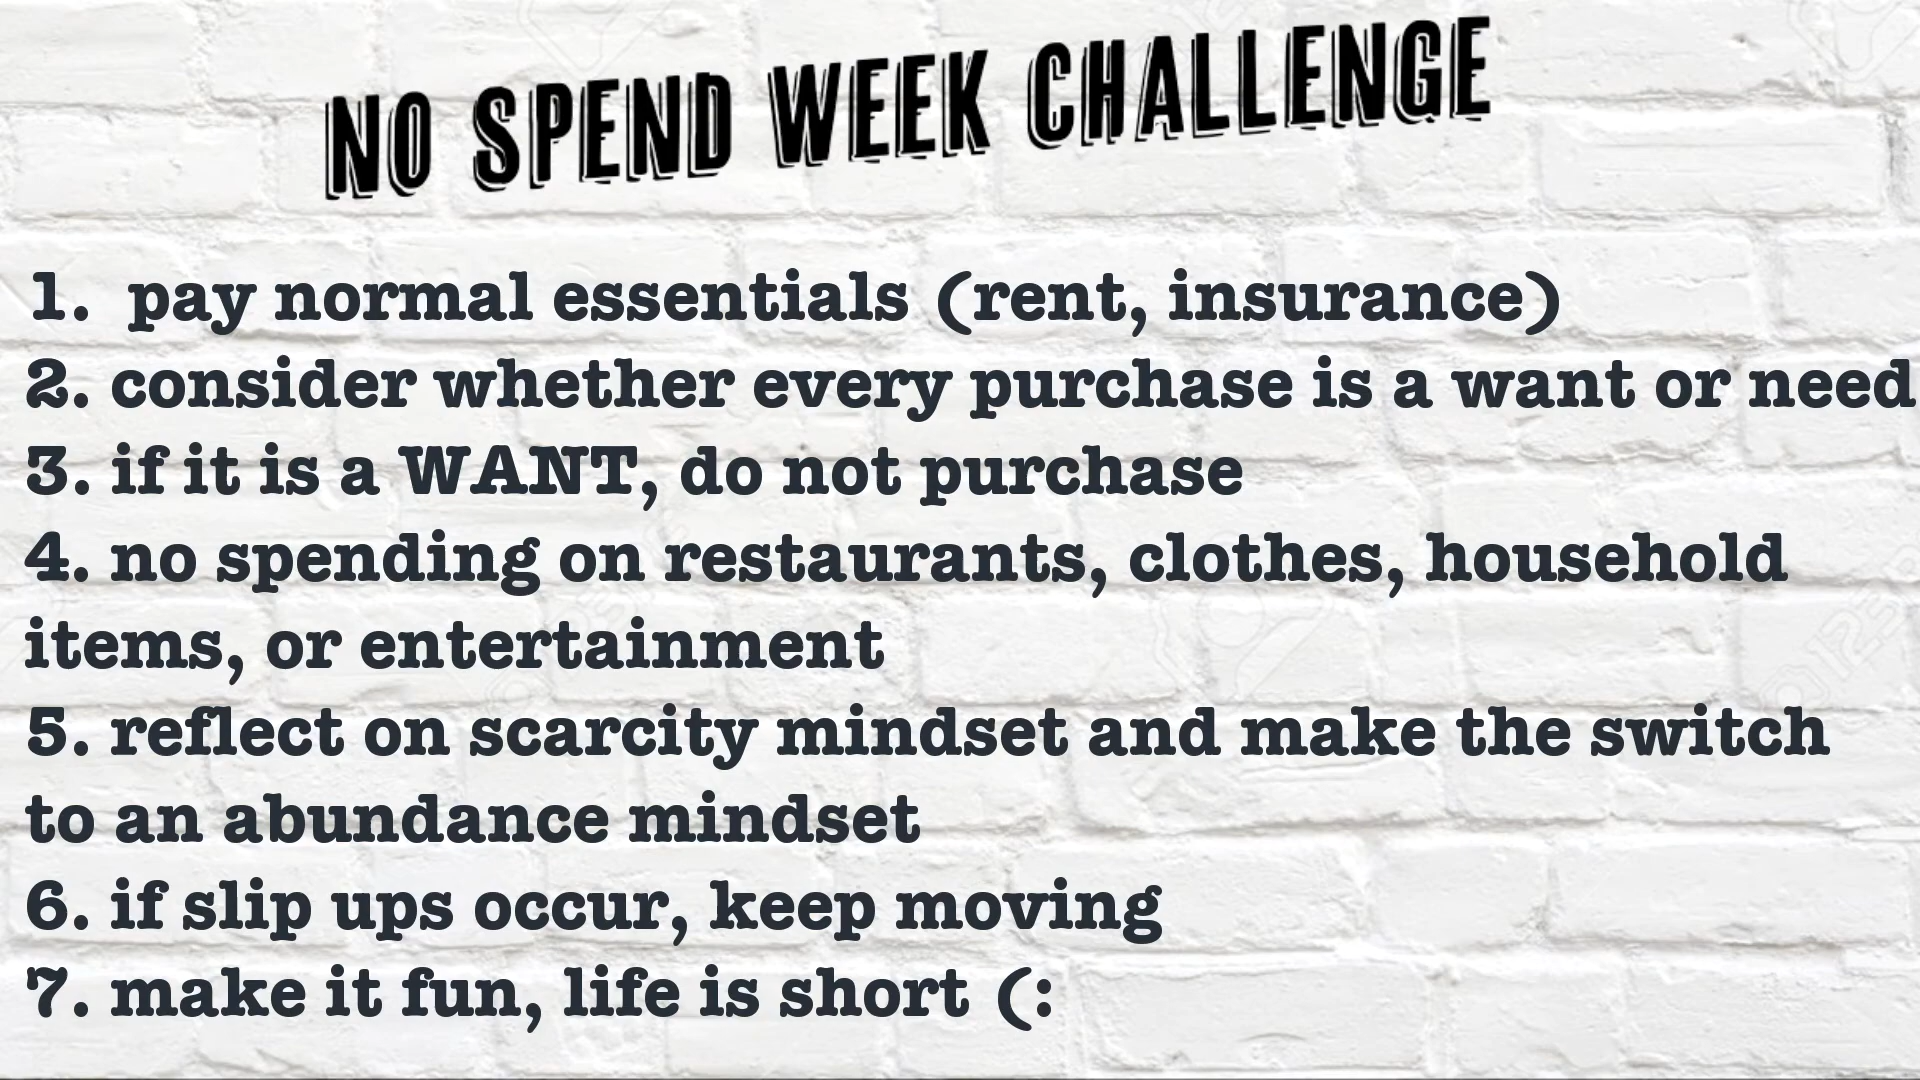 NO SPEND WEEK CHALLENGE
1. pay normal essentials (rent, insurance)
2. consider whether every purchase is a want or need
3. if it is a WANT, do not purchase
4. no spending on restaurants, clothes, household
items, or entertainment
5. reflect on scarcity mindset and make the switch
to an abundance mindset
6. if slip ups occur, keep moving
7. make it fun, life is short (: